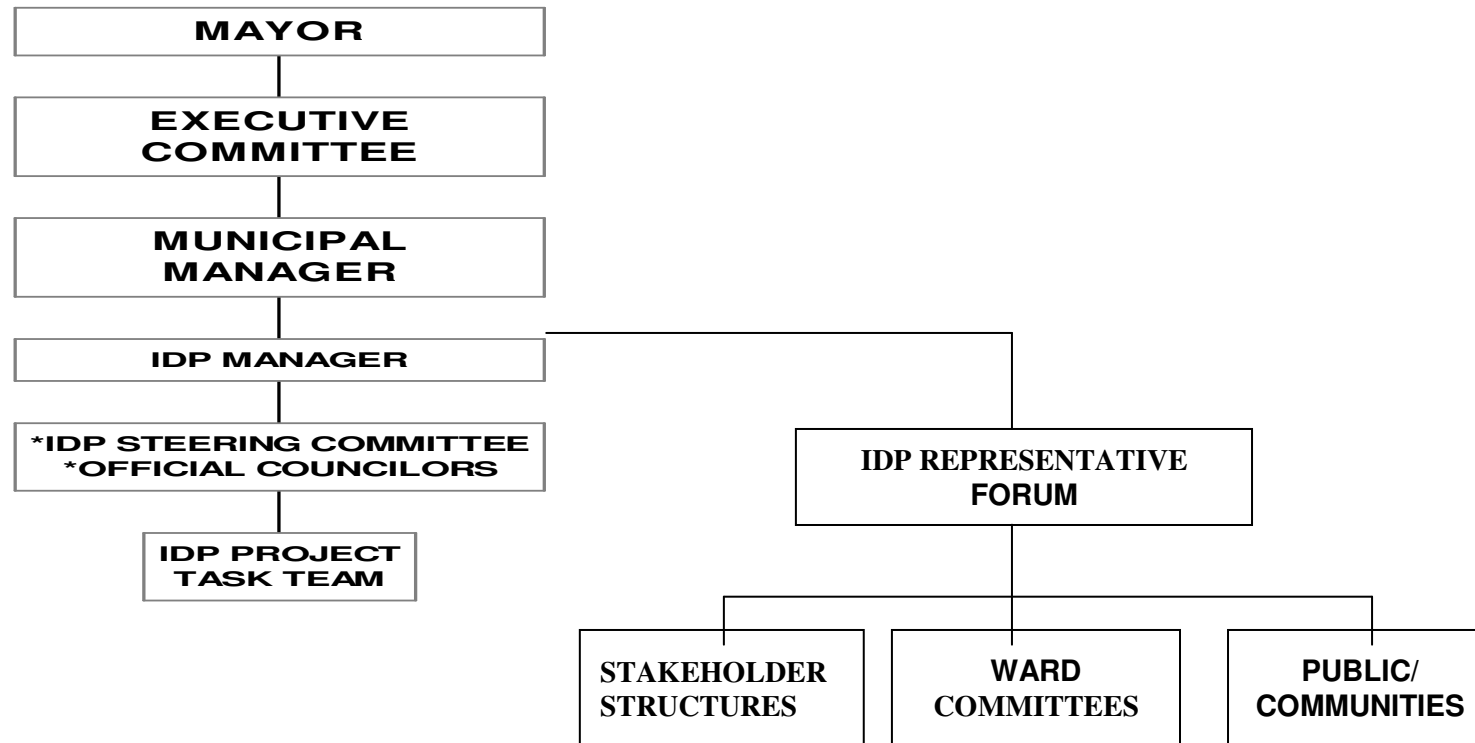 MAYOR
EXECUTIVE
COMMITTEE
MUNICIPAL
MANAGER
IDP MANAGER
*IDP STEERING COMMITTEE
*OFFICIAL COUNCILORS
IDP PROJECT
TASK TEAM
IDP REPRESENTATIVE
FORUM
STAKEHOLDER
STRUCTURES
WARD
COMMITTEES
PUBLIC/
COMMUNITIES